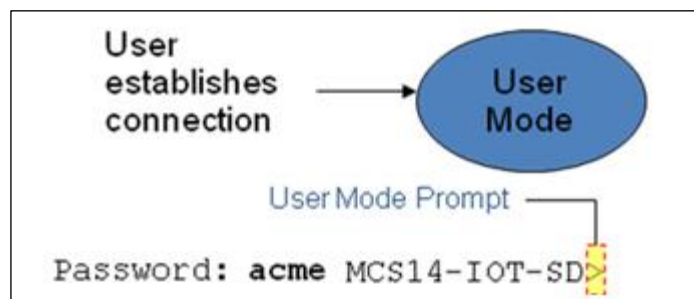 User
establishes
connection
User
Mode
User Mode Prompt
Password: acme MCS14-IOT-SD>